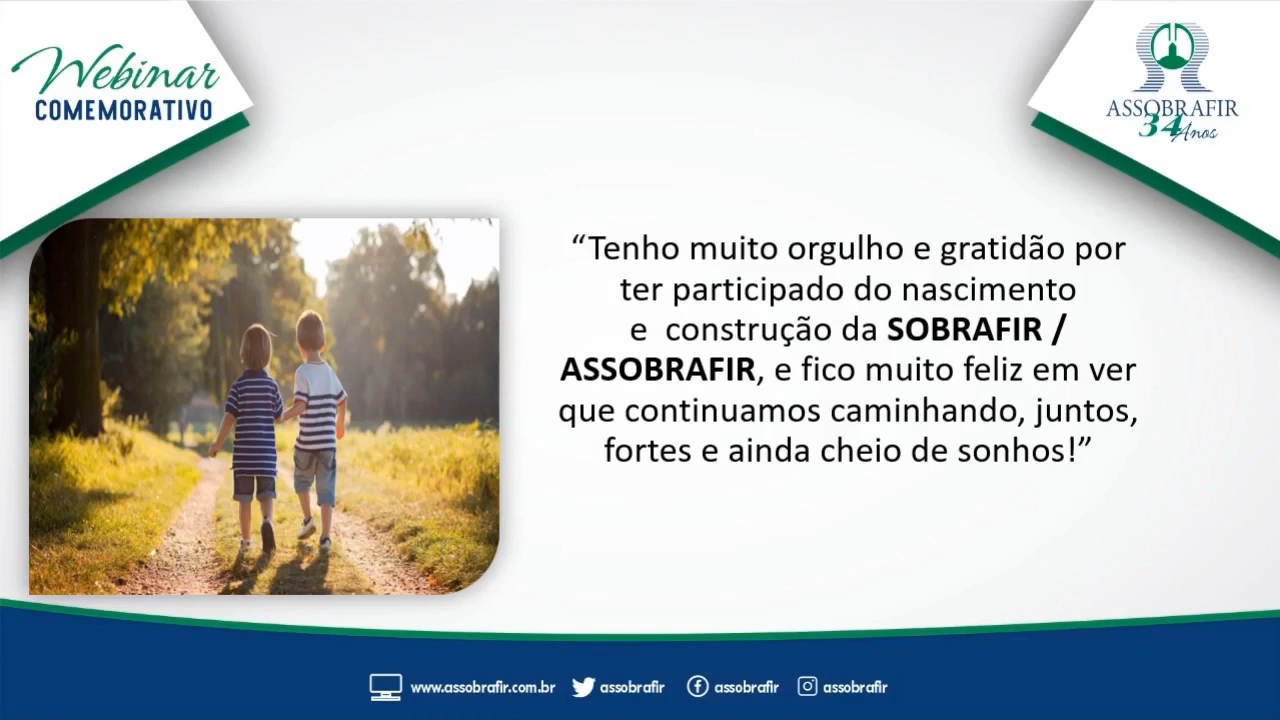 Webinar
COMEMORATIVO
ASSOBRAFIR
34 Anos
“Tenho muito orgulho e gratidão por
ter participado do nascimento
e construção da SOBRAFIR /
ASSOBRAFIR, e fico muito feliz em ver
que continuamos caminhando, juntos,
fortes e ainda cheio de sonhos!”
www.assobrafir.com.br assobrafir assobrafir assobrafir